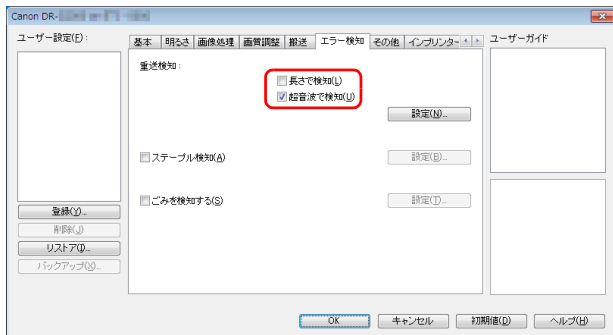 Canon DR-
ユーザー設定(F):
基本 明るさ 画像処理 画質調整 搬送 エラー検知 その他 インプリンター
ユーザーガイド
重送検知:
長さで検知(L)
超音波で検知(U)
設定(N)...
ステープル検知(A)
設定(B)...
ごみを検知する(S)
設定(T)...
登録(Y)...
削除(J)
リストア(I)...
バックアップ(X)...
OK キャンセル 初期値(D) ヘルプ(H)